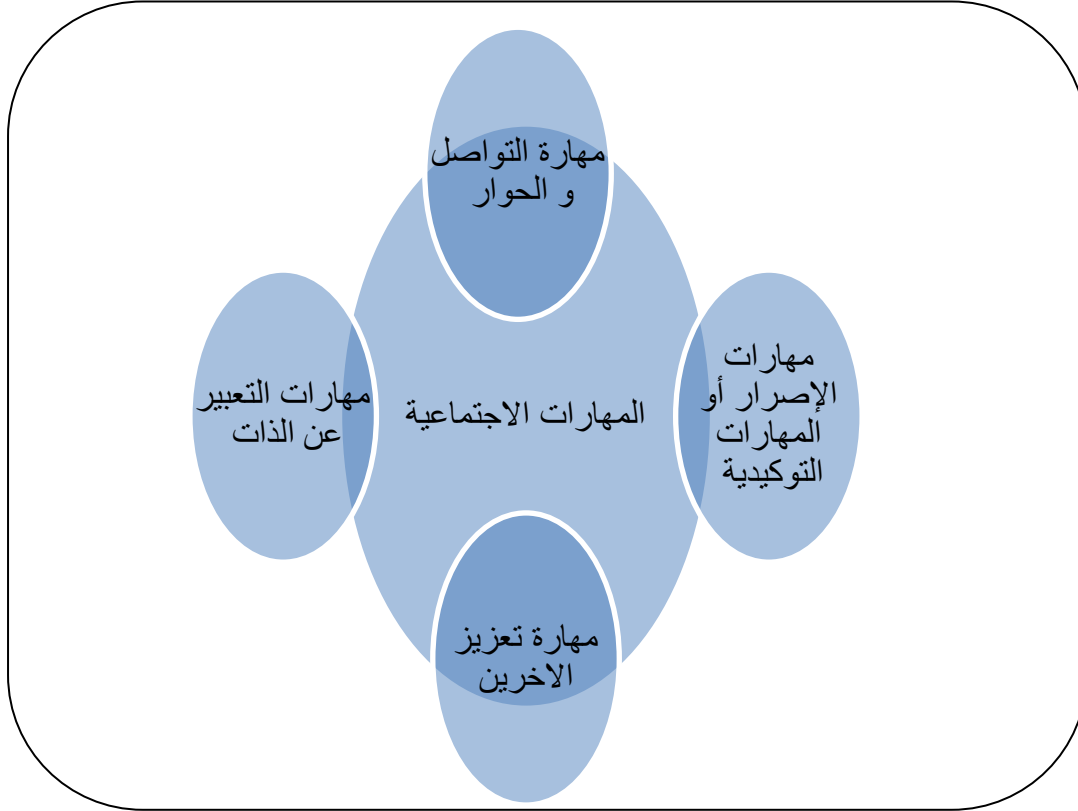 مهارة التواصل
و الحوار
مهارات
الإصرار أو
المهارات
التوكيدية
المهارات الاجتماعية
مهارات التعبير
عن الذات
مهارة تعزيز
الاخرين